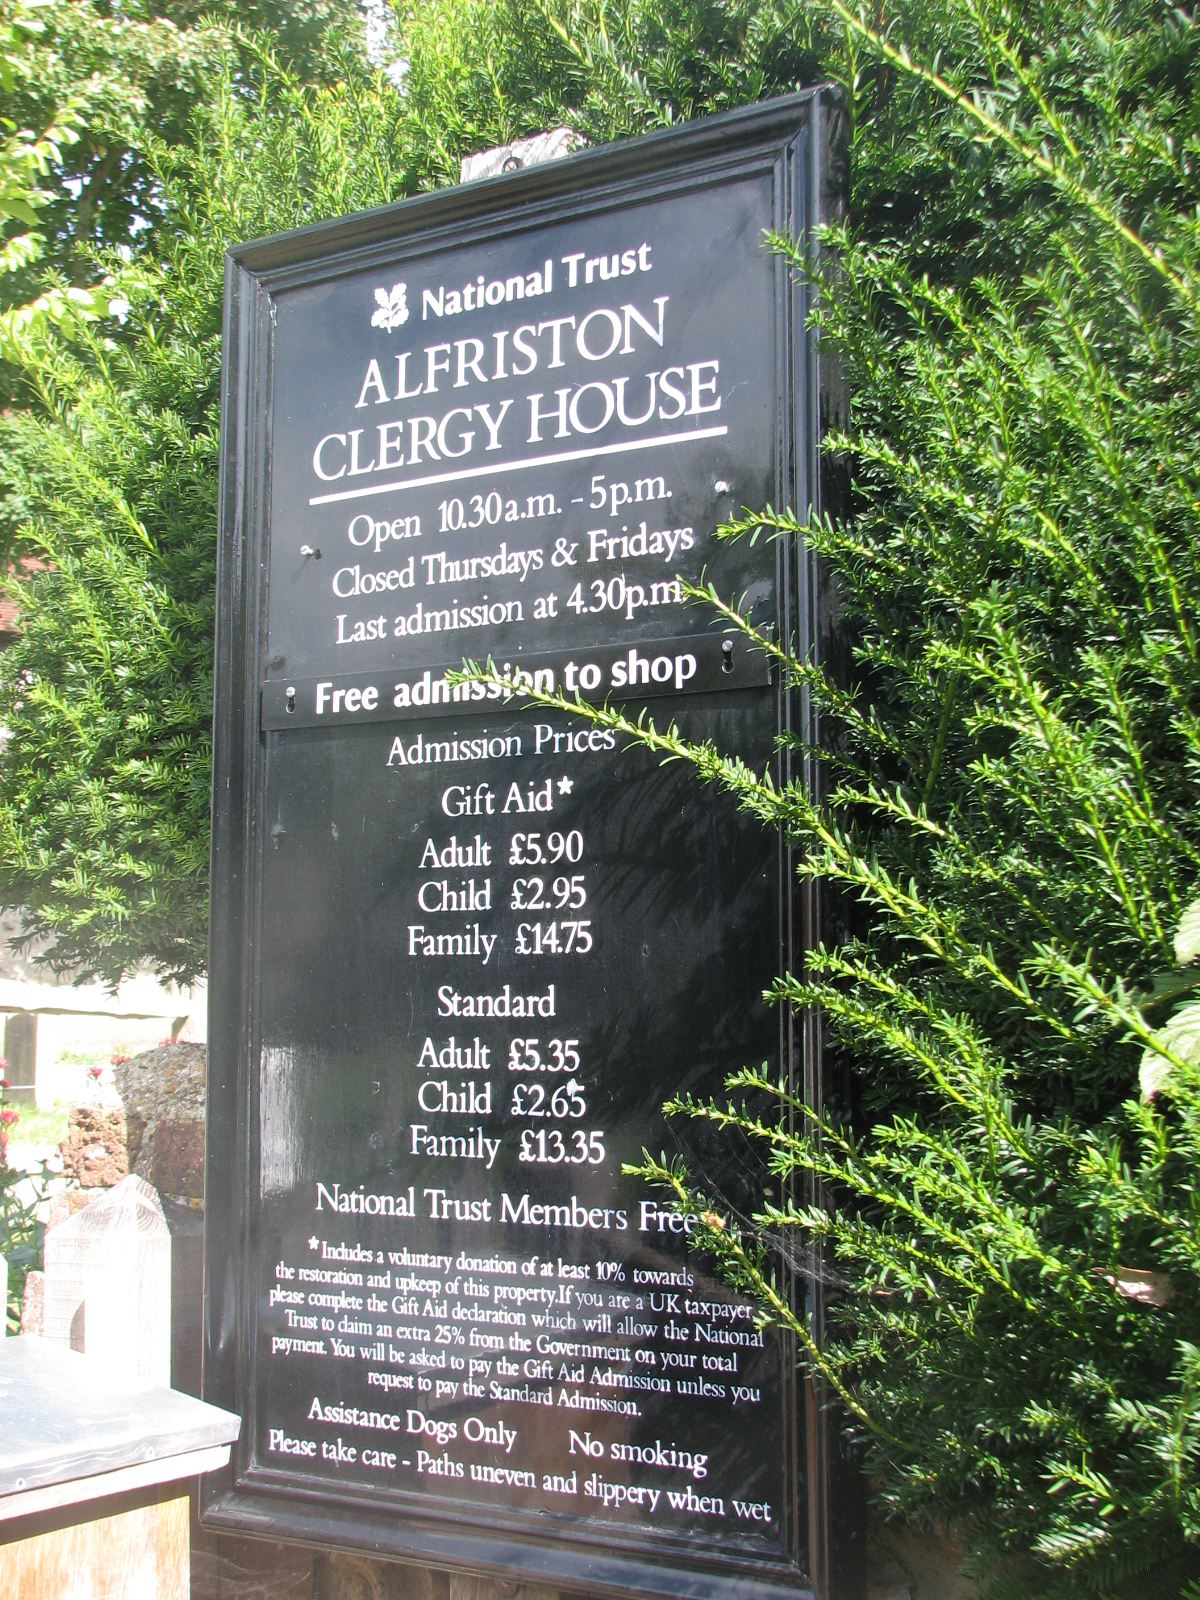 National Trust
ALFRISTON
CLERGY HOUSE
Open 10.30a.m. - 5p.m.
Closed Thursdays & Fridays
Last admission at 4.30p.m.
Free admission to shop
Admission Prices
Gift Aid*
Adult £5.90
Child £2.95
Family £14.75
Standard
Adult £5.35
Child £2.65
Family £13.35
National Trust Members Free
*Includes a voluntary donation of at least 10% towards
the restoration and upkeep of this property.If you are a UK taxpayer,
please complete the Gift Aid declaration which will allow the National
Trust to claim an extra 25% from the Government on your total
payment. You will be asked to pay the Gift Aid Admission unless you
request to pay the Standard Admission.
Assistance Dogs Only No smoking
Please take care - Paths uneven and slippery when wet